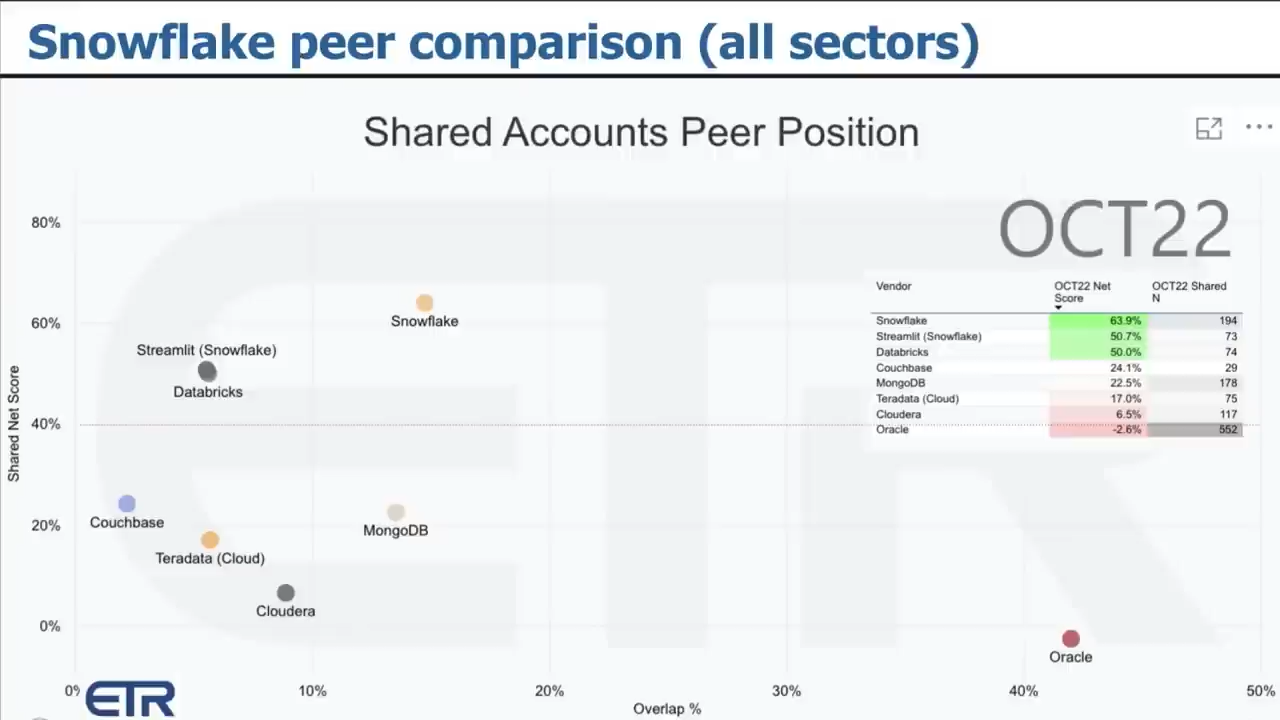 Snowflake peer comparison (all sectors)
Shared Accounts Peer Position
OCT22
Vendor OCT22 Net Score OCT22 Shared N
Snowflake 63.9% 194
Streamlit (Snowflake) 50.7% 73
Databricks 50.0% 74
Couchbase 24.1% 29
MongoDB 22.5% 178
Teradata (Cloud) 17.0% 75
Cloudera 6.5% 117
Oracle -2.6% 552
Shared Net Score
80%
60%
40%
20%
0%
Snowflake
Streamlit (Snowflake)
Databricks
Couchbase
MongoDB
Teradata (Cloud)
Cloudera
Oracle
0% 10% 20% 30% 40% 50%
Overlap %
ETR
ETR